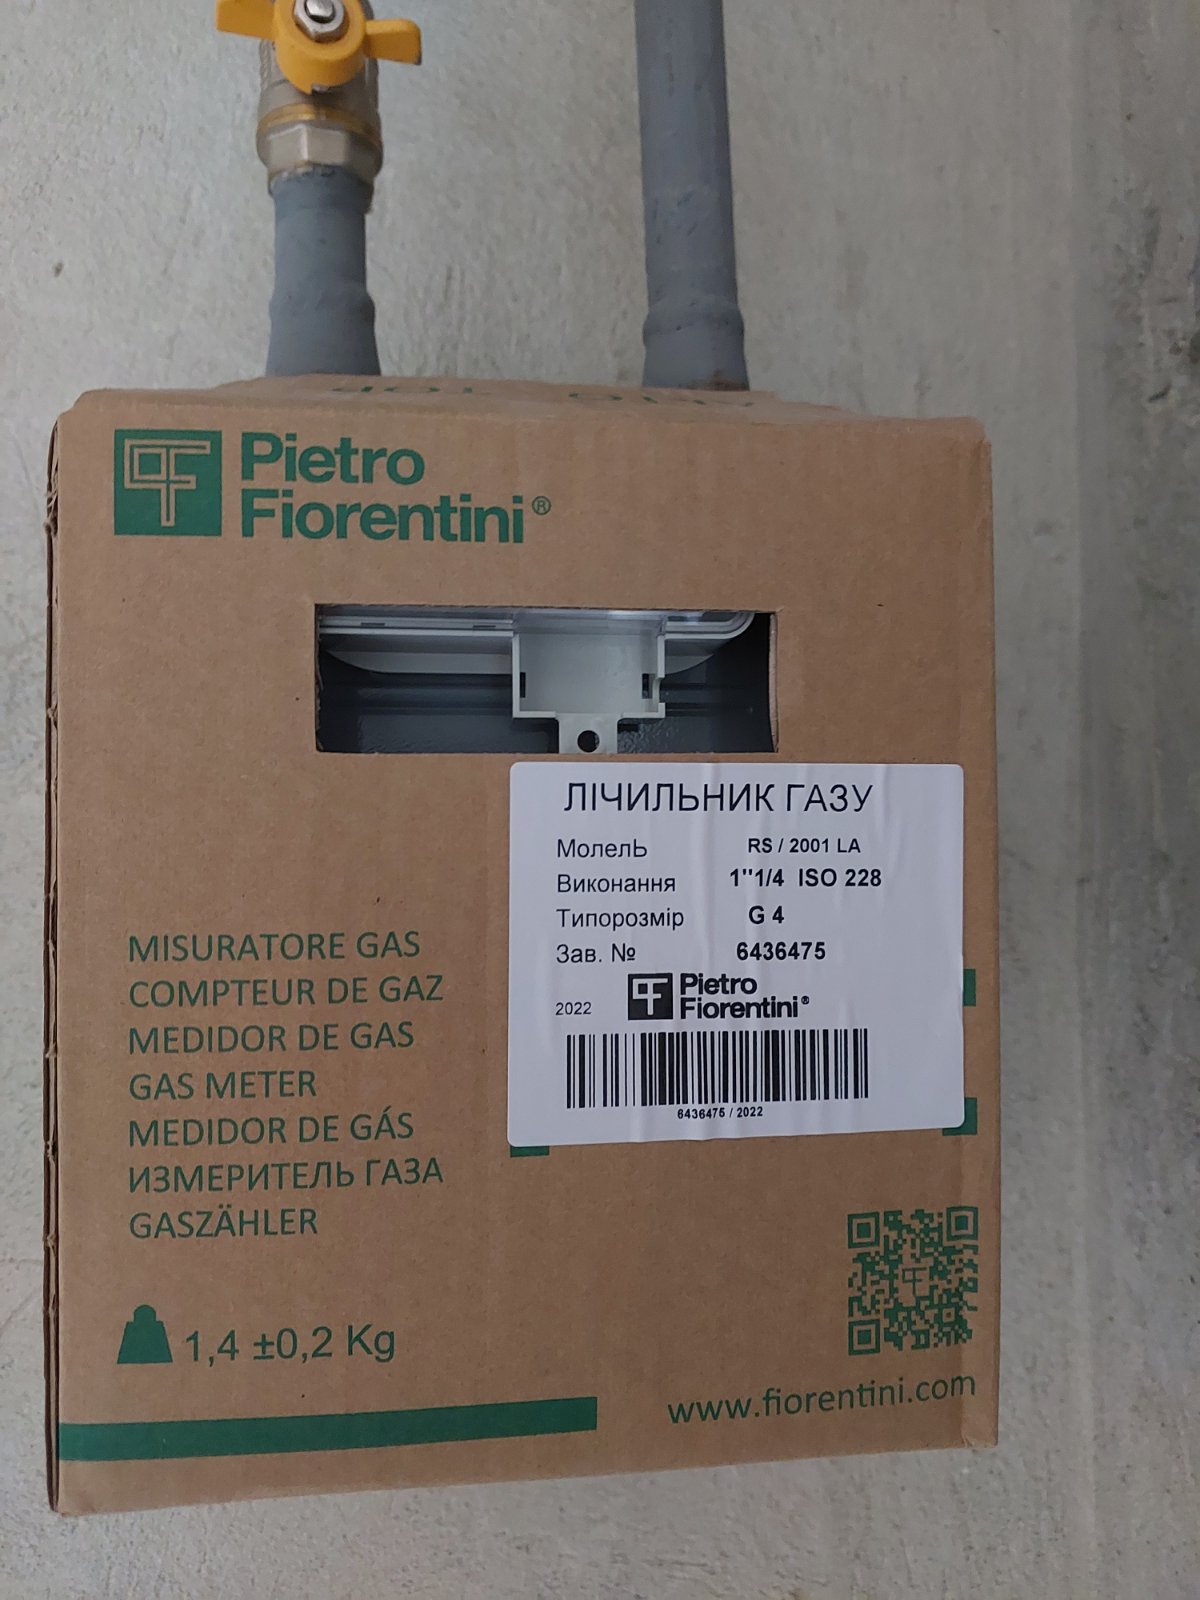 Pietro
Fiorentini®
ЛІЧИЛЬНИК ГАЗУ
МолелЬ RS / 2001 LA
Виконання 1"1/4 ISO 228
Типорозмір G 4
Зав. № 6436475
2022 Pietro
Fiorentini®
6436475 / 2022
MISURATORE GAS
COMPTEUR DE GAZ
MEDIDOR DE GAS
GAS METER
MEDIDOR DE GÁS
ИЗМЕРИТЕЛЬ ГАЗА
GASZÄHLER
1,4 ±0,2 Kg
www.fiorentini.com